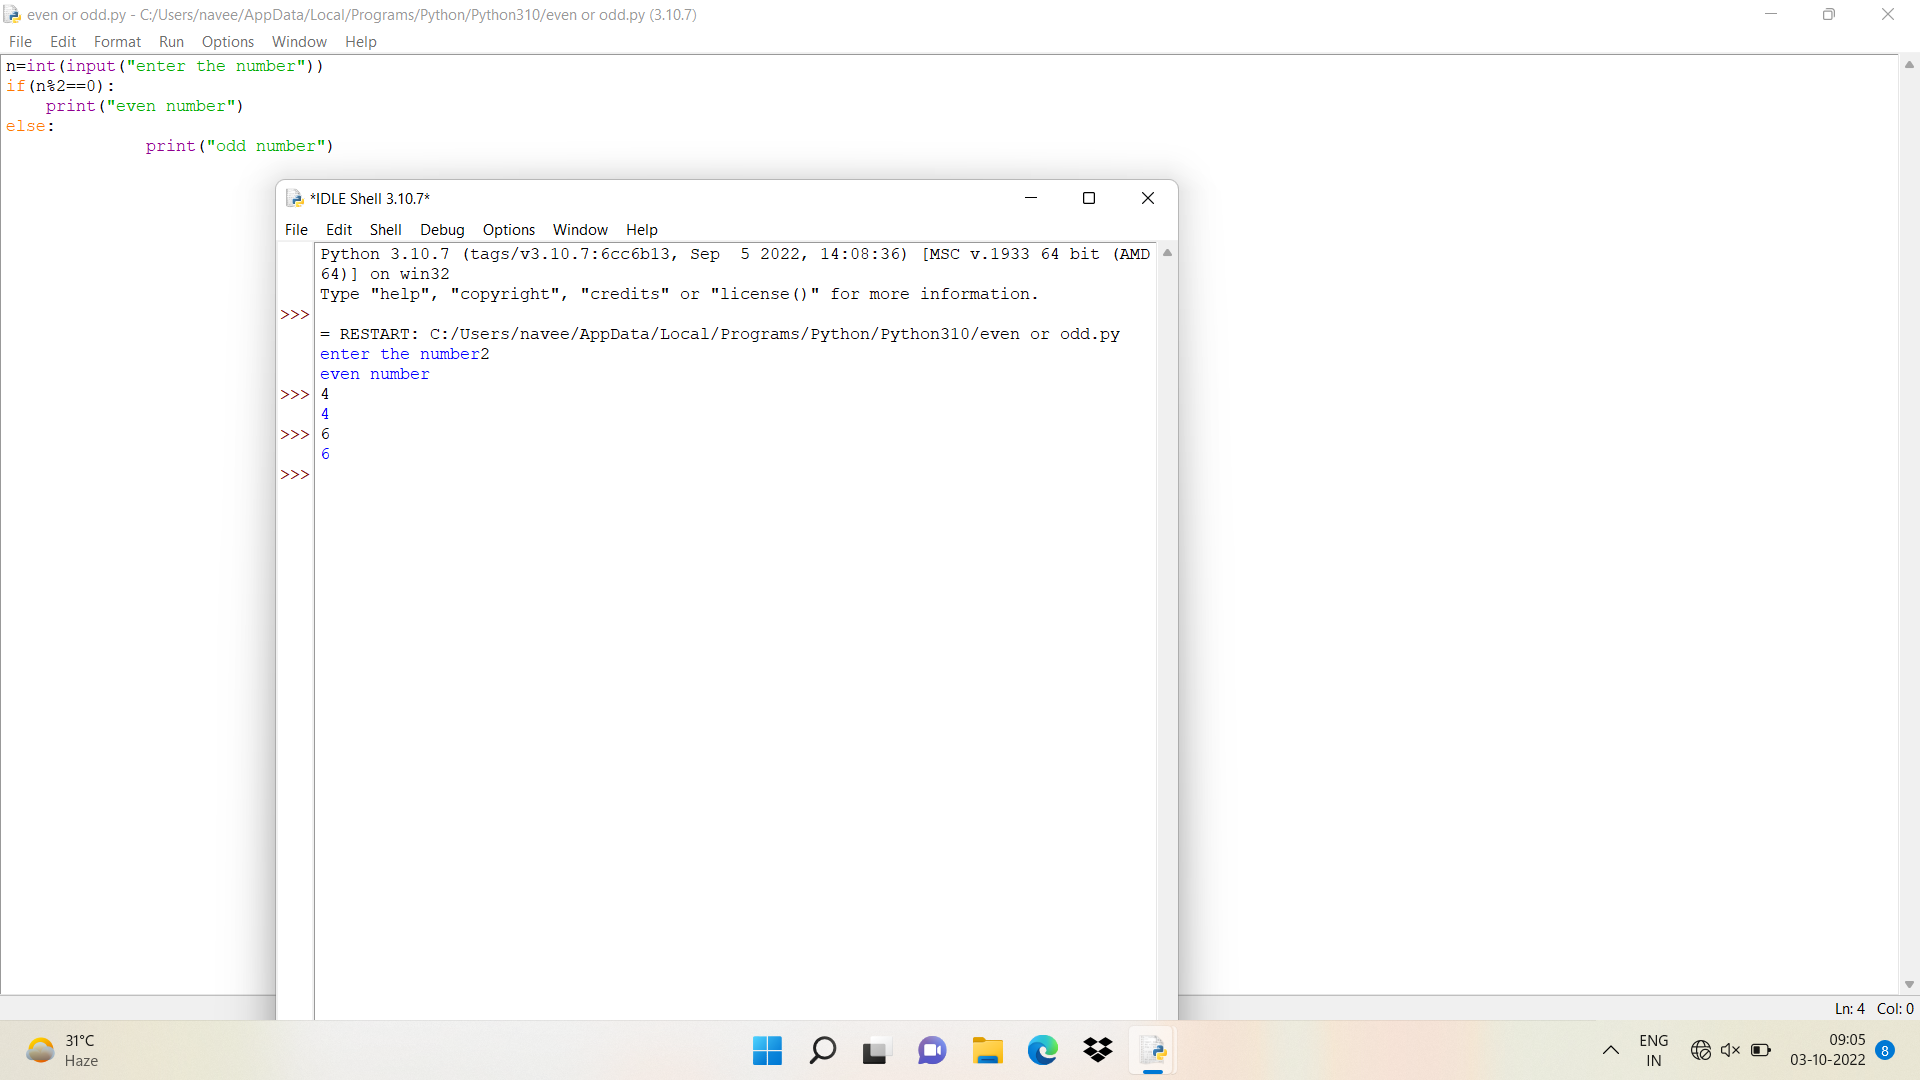 even or odd.py - C:/Users/navee/AppData/Local/Programs/Python/Python310/even or odd.py (3.10.7)
File Edit Format Run Options Window Help
n=int(input("enter the number"))
if(n%2==0):
    print("even number")
else:
              print("odd number")
*IDLE Shell 3.10.7*
File Edit Shell Debug Options Window Help
Python 3.10.7 (tags/v3.10.7:6cc6b13, Sep  5 2022, 14:08:36) [MSC v.1933 64 bit (AMD
64)] on win32
Type "help", "copyright", "credits" or "license()" for more information.
>>>
= RESTART: C:/Users/navee/AppData/Local/Programs/Python/Python310/even or odd.py
enter the number2
even number
>>> 4
4
>>> 6
6
>>>
Ln: 4 Col: 0
31°C
Haze
ENG
IN
09:05
03-10-2022
8